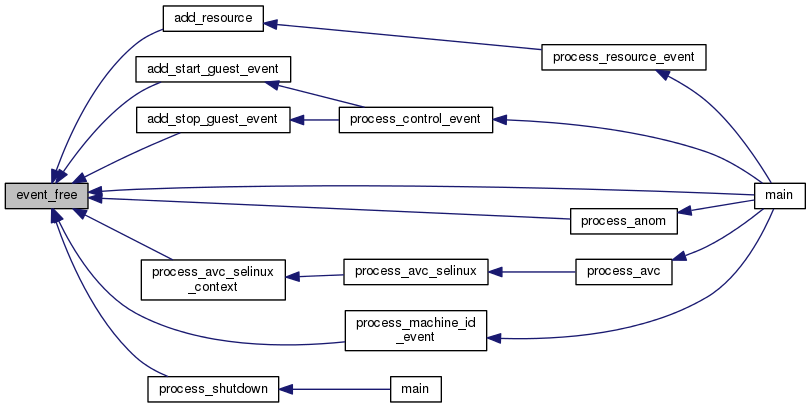 add_resource
process_resource_event
add_start_guest_event
add_stop_guest_event
process_control_event
event_free
main
process_anom
process_avc_selinux
_context
process_avc_selinux
process_avc
process_machine_id
_event
process_shutdown
main